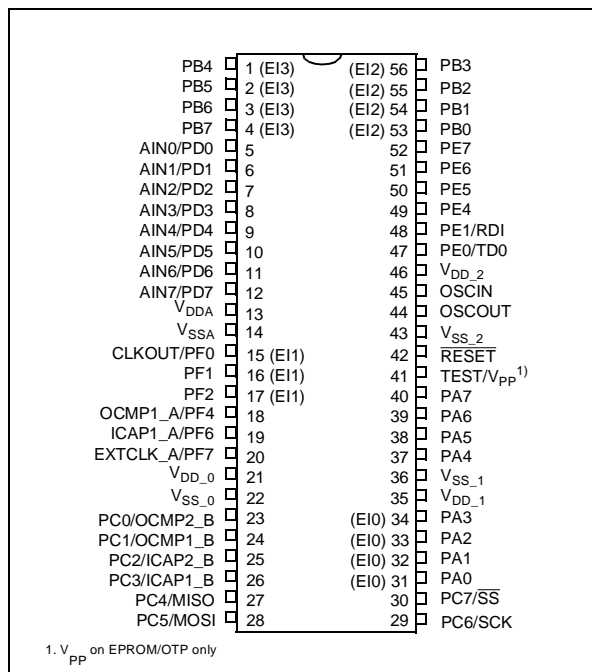 PB4 1 (EI3) (EI2) 56 PB3
PB5 2 (EI3) (EI2) 55 PB2
PB6 3 (EI3) (EI2) 54 PB1
PB7 4 (EI3) (EI2) 53 PB0
AIN0/PD0 5 52 PE7
AIN1/PD1 6 51 PE6
AIN2/PD2 7 50 PE5
AIN3/PD3 8 49 PE4
AIN4/PD4 9 48 PE1/RDI
AIN5/PD5 10 47 PE0/TD0
AIN6/PD6 11 46 VDD_2
AIN7/PD7 12 45 OSCIN
VDDA 13 44 OSCOUT
VSSA 14 43 VSS_2
CLKOUT/PF0 15 (EI1) 42 RESET
PF1 16 (EI1) 41 TEST/VPP1)
PF2 17 (EI1) 40 PA7
OCMP1_A/PF4 18 39 PA6
ICAP1_A/PF6 19 38 PA5
EXTCLK_A/PF7 20 37 PA4
VDD_0 21 36 VSS_1
VSS_0 22 35 VDD_1
PC0/OCMP2_B 23 (EI0) 34 PA3
PC1/OCMP1_B 24 (EI0) 33 PA2
PC2/ICAP2_B 25 (EI0) 32 PA1
PC3/ICAP1_B 26 (EI0) 31 PA0
PC4/MISO 27 30 PC7/SS
PC5/MOSI 28 29 PC6/SCK
1. VPP on EPROM/OTP only